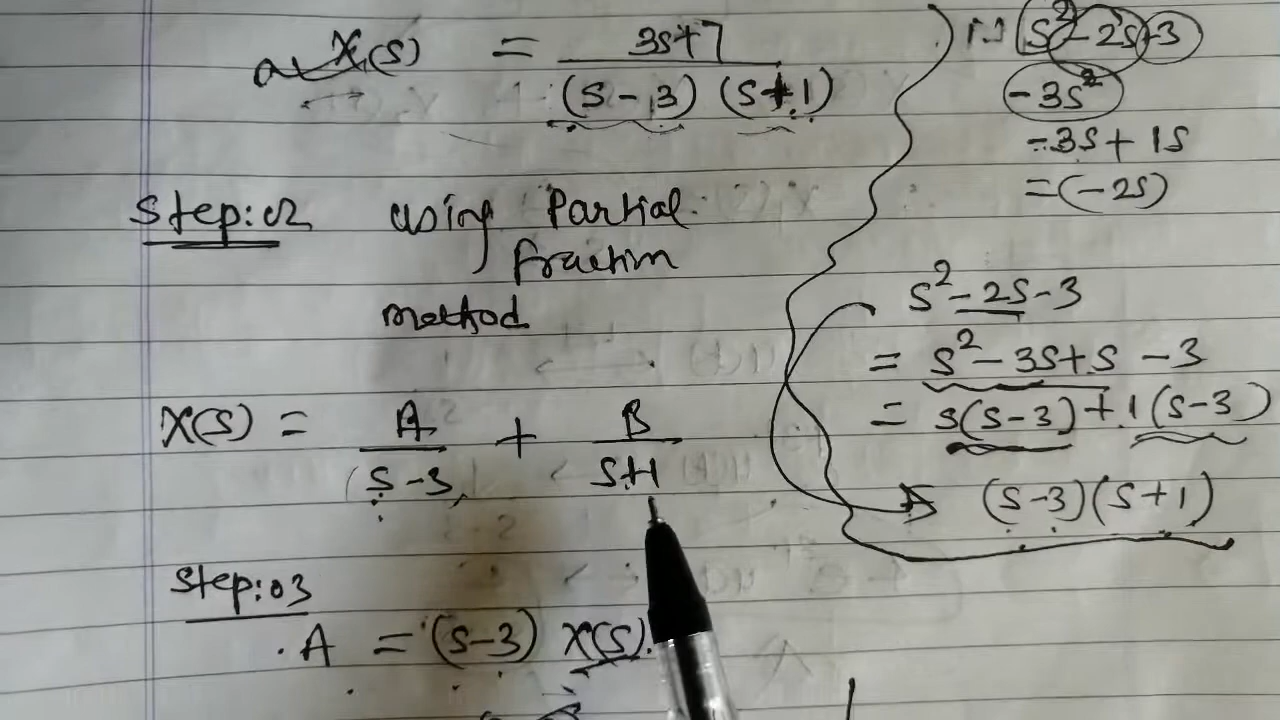 X(s) = 3s+7
(s-3) (s+1)
Step:02 using Partial
fraction
method
X(s) = A/(s-3) + B/(s+1)
Step:03
A = (s-3) X(s).
s²-2s-3
-3s²
-3s+1s
=(-2s)
s²-2s-3
= s²-3s+s-3
= s(s-3)+1(s-3)
(s-3)(s+1)